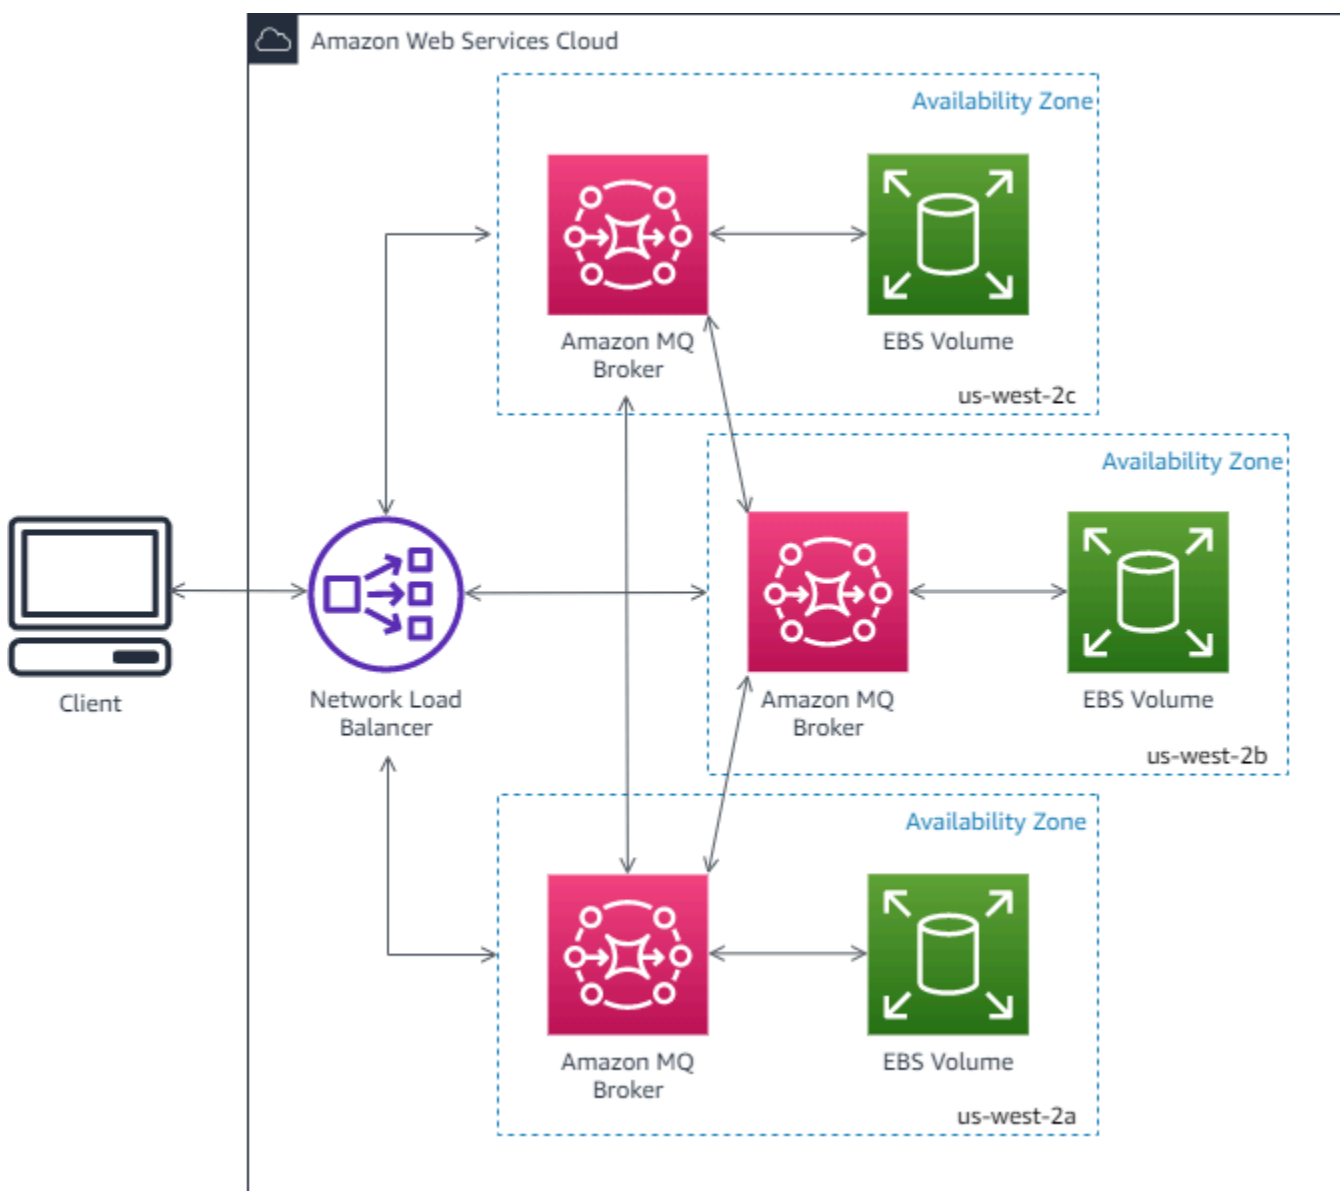 Amazon Web Services Cloud
Availability Zone
Amazon MQ
Broker
EBS Volume
us-west-2c
Availability Zone
Client
Network Load
Balancer
Amazon MQ
Broker
EBS Volume
us-west-2b
Availability Zone
Amazon MQ
Broker
EBS Volume
us-west-2a